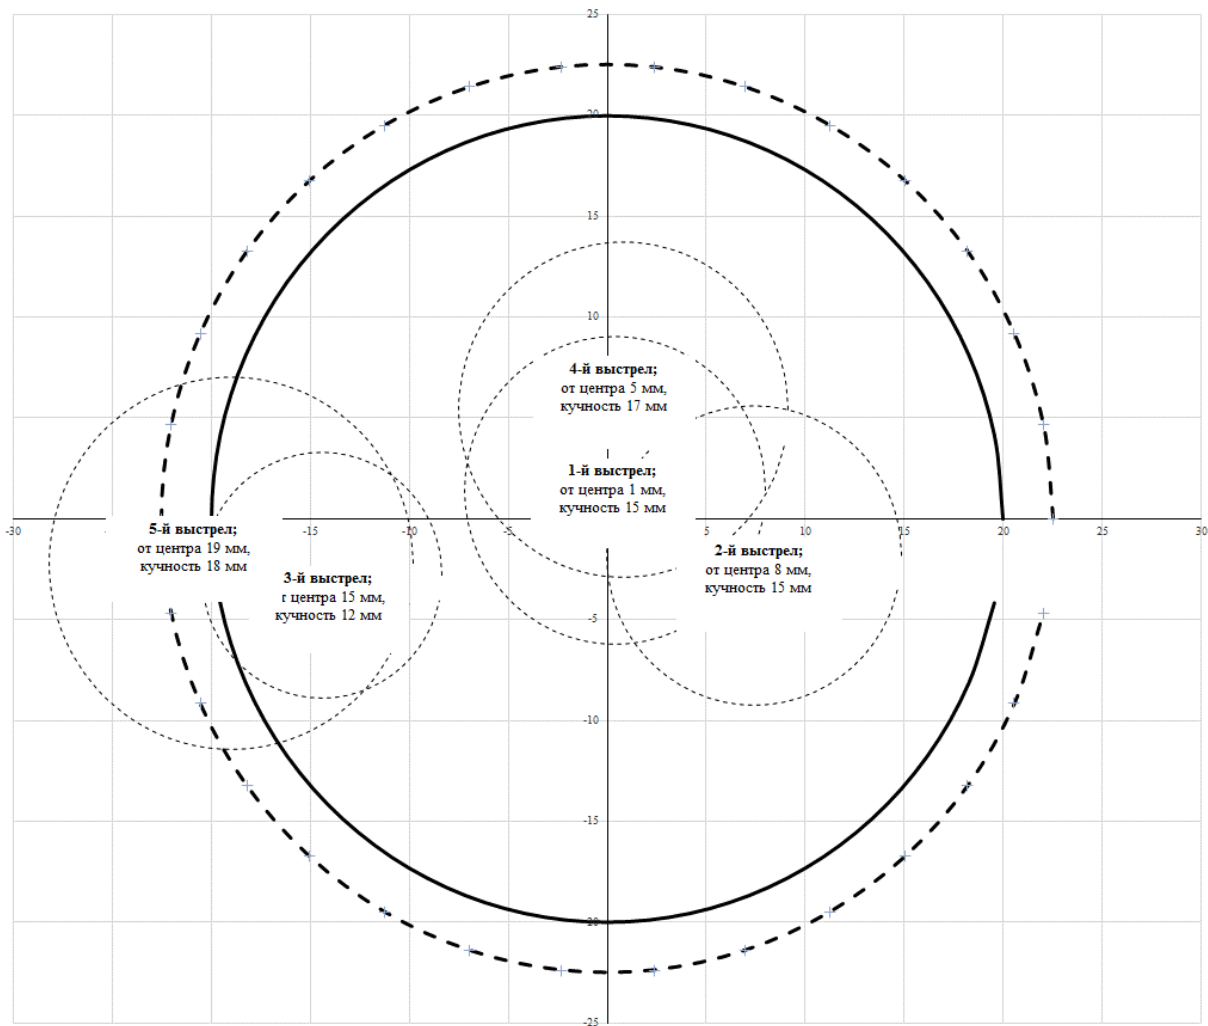 25
20
15
10
4-й выстрел;
от центра 5 мм,
кучность 17 мм
1-й выстрел;
от центра 1 мм,
кучность 15 мм
-30
-15
-10
-5
5
10
15
20
25
30
5-й выстрел;
от центра 19 мм,
кучность 18 мм
2-й выстрел;
от центра 8 мм,
кучность 15 мм
3-й выстрел;
т центра 15 мм,
кучность 12 мм
-5
-10
-15
-20
-25